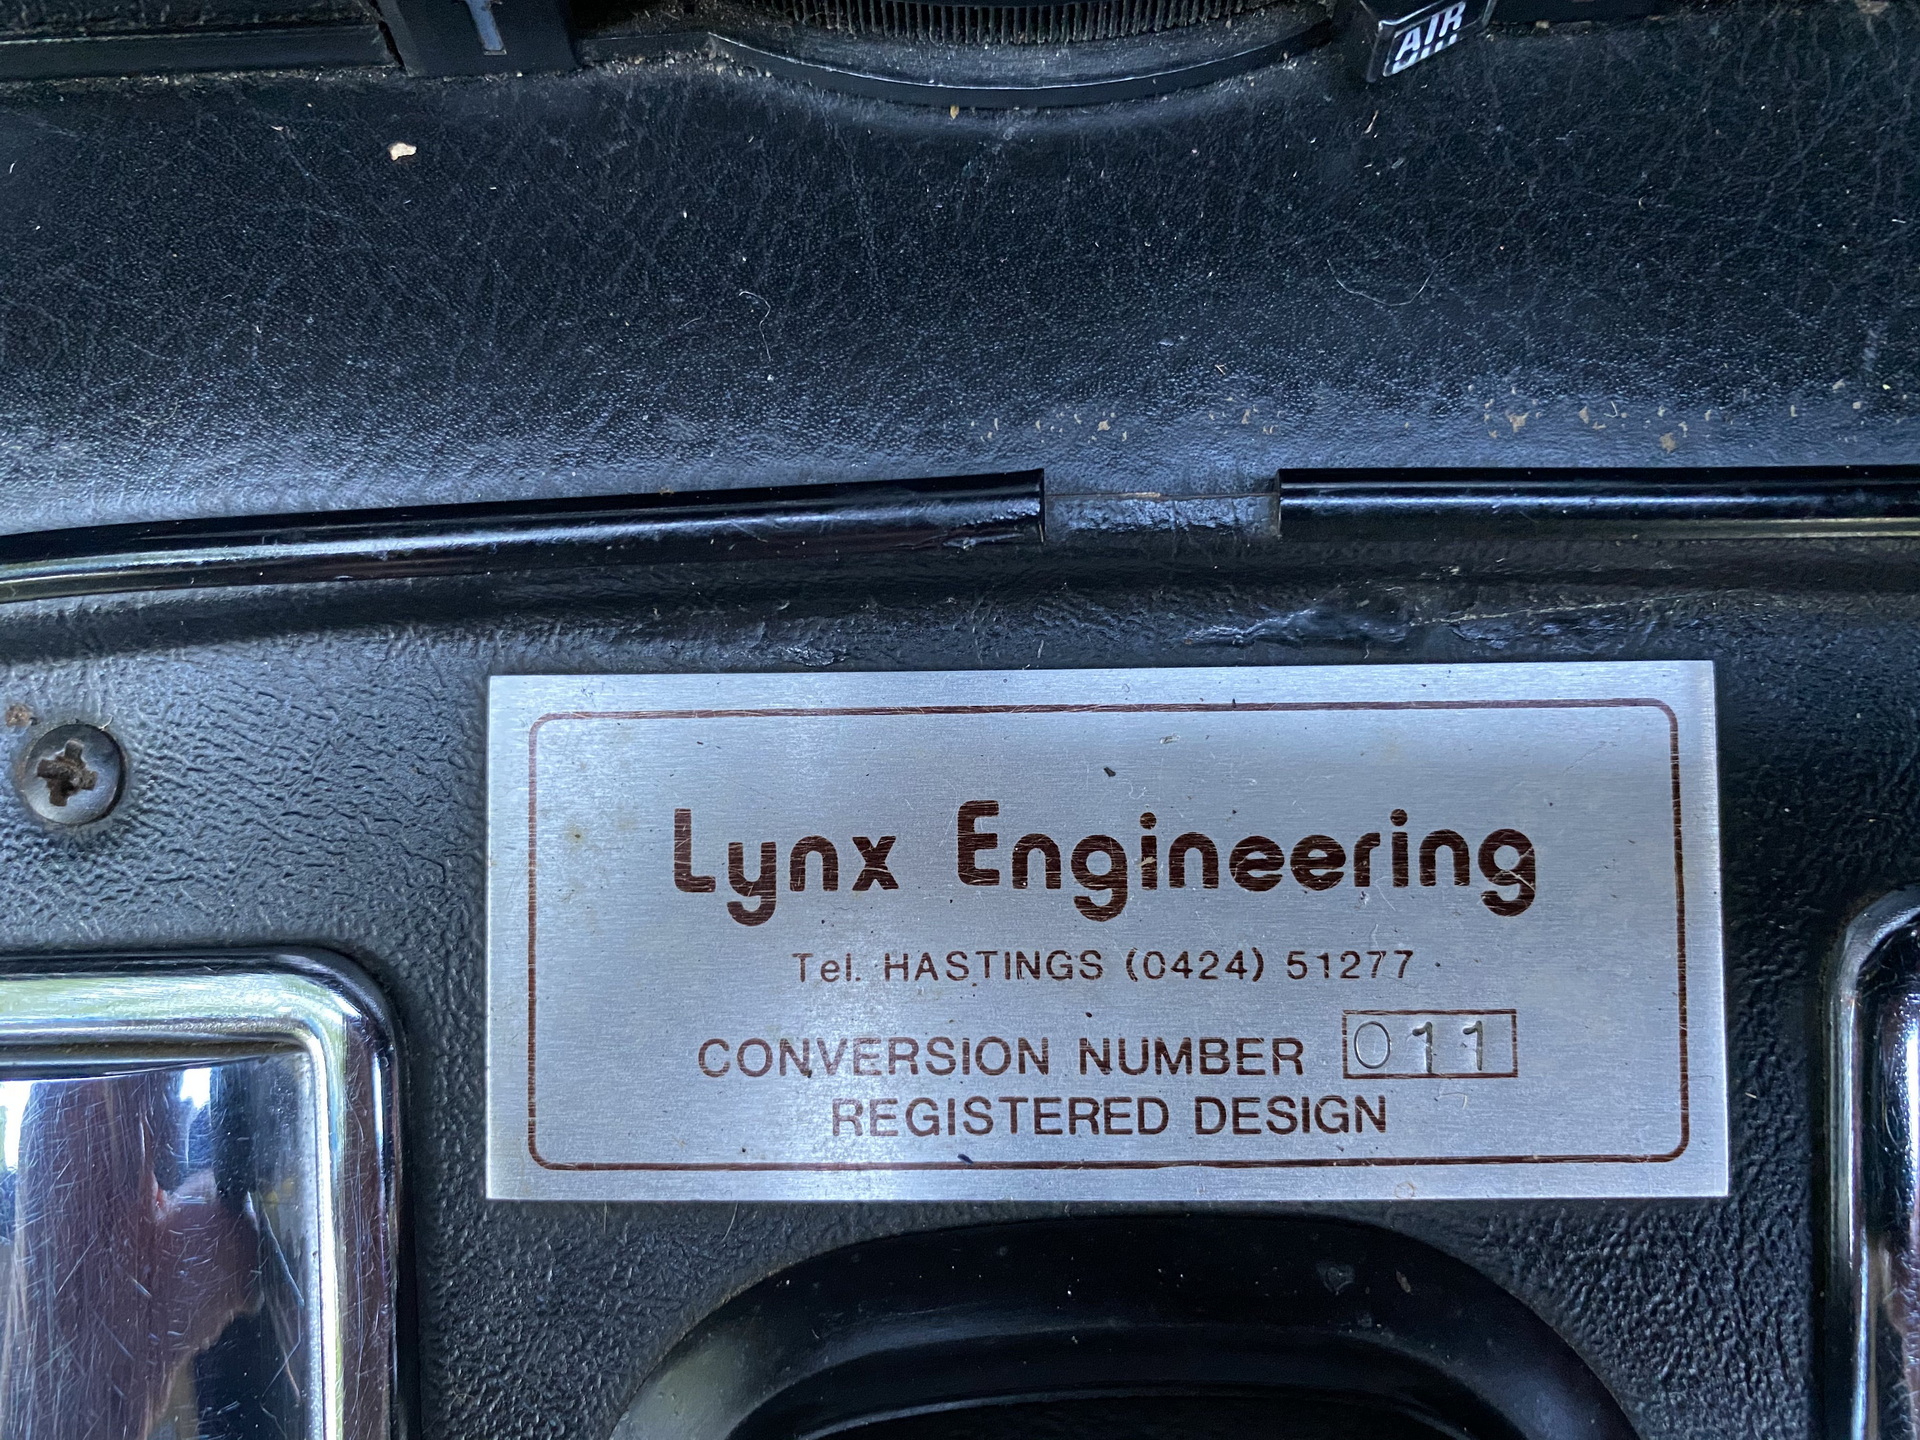 AIR
Lynx Engineering
Tel. HASTINGS (0424) 51277
CONVERSION NUMBER 011
REGISTERED DESIGN